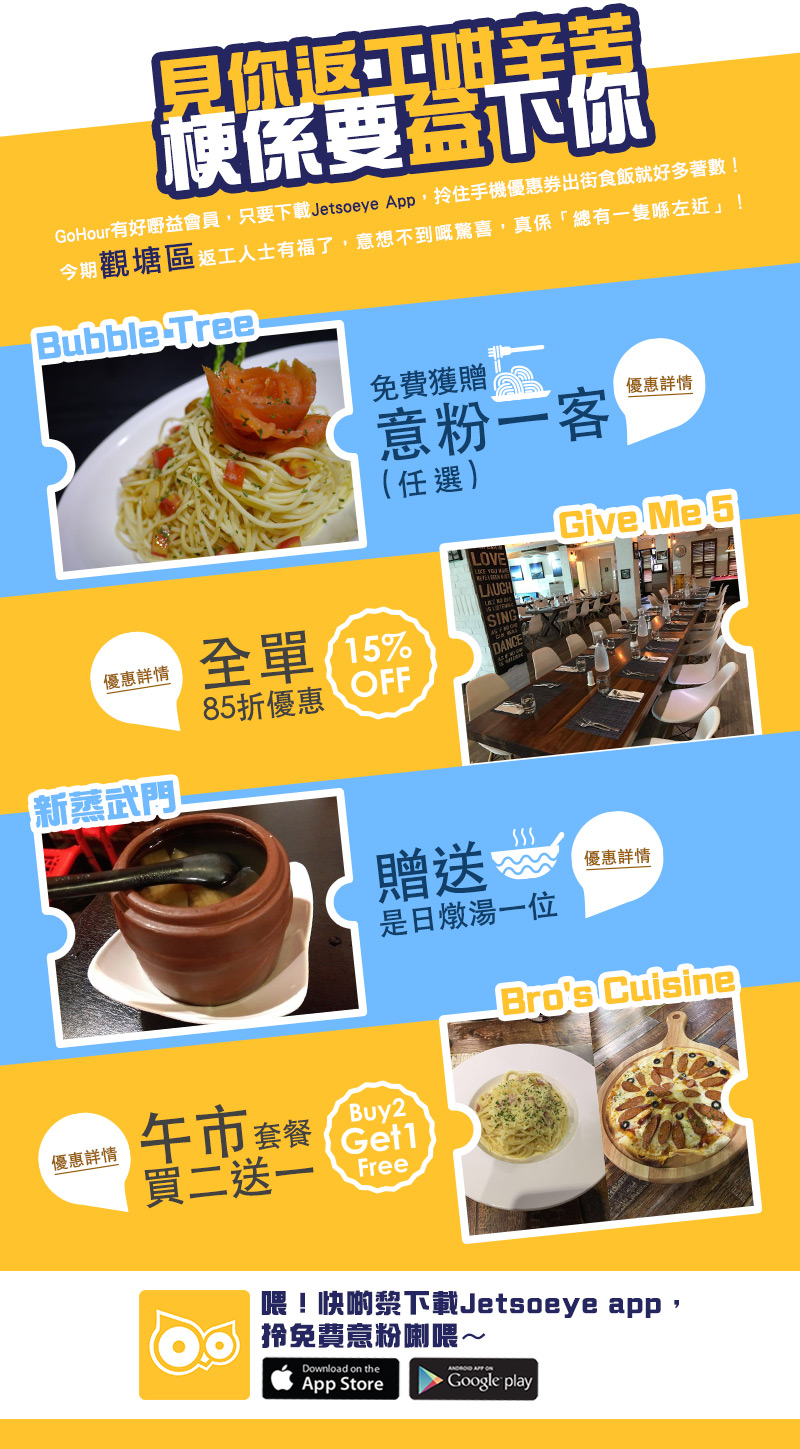 見你返工咁辛苦
梗係要益下你
GoHour有好嘢益會員，只要下載Jetsoeye App，拎住手機優惠券出街食飯就好多著數！
今期觀塘區返工人士有福了，意想不到嘅驚喜，真係「總有一隻喺左近」！
Bubble Tree
免費獲贈
意粉一客
(任選)
優惠詳情
Give Me 5
LOVE
LAUGH
SING
DANCE
優惠詳情
全單
85折優惠
15%
OFF
新蒸武門
贈送
是日燉湯一位
優惠詳情
Bro's Cuisine
優惠詳情
午市套餐
買二送一
Buy2
Get1
Free
喂！快啲黎下載Jetsoeye app，
拎免費意粉喇喂～
Download on the
App Store
ANDROID APP ON
Google play